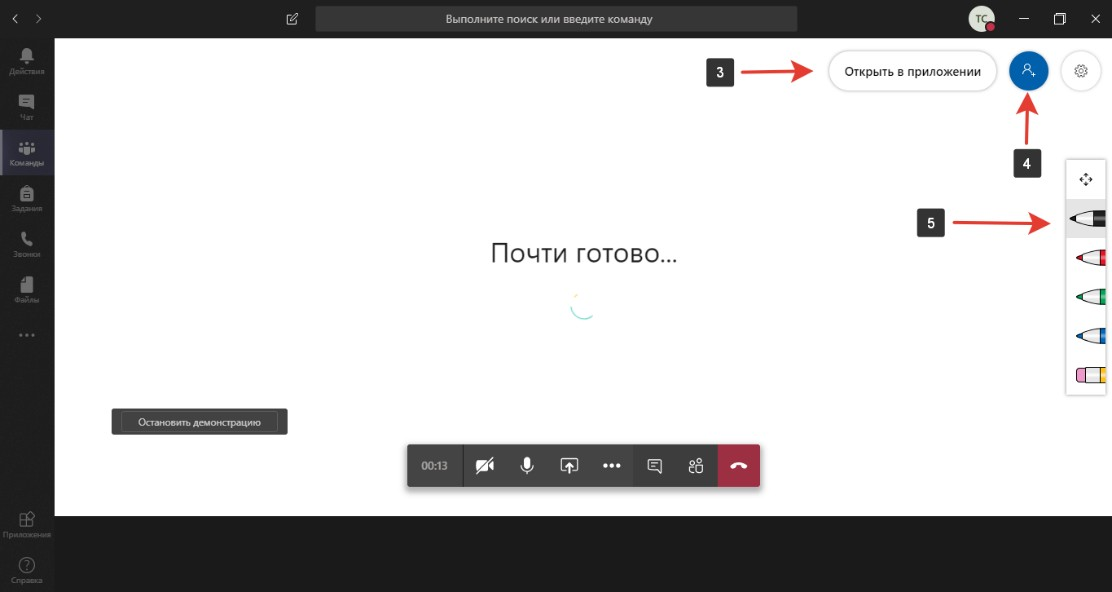 Выполните поиск или введите команду
ТС
Действия
Чат
Команды
Задания
Звонки
Файлы
Приложения
Справка
3
Открыть в приложении
4
5
Почти готово...
Остановить демонстрацию
00:13